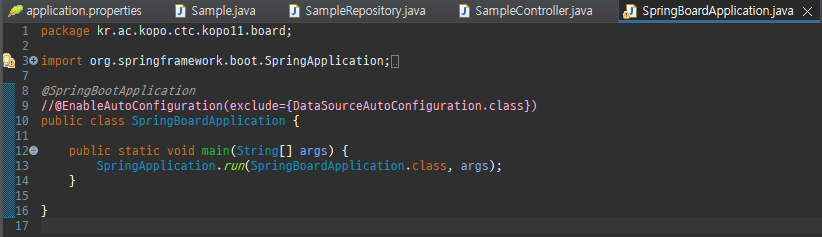 application.properties Sample.java SampleRepository.java SampleController.java SpringBoardApplication.java
1 package kr.ac.kopo.ctc.kopo11.board;
2
3 import org.springframework.boot.SpringApplication;
7
8 @SpringBootApplication
9 //@EnableAutoConfiguration(exclude={DataSourceAutoConfiguration.class})
10 public class SpringBoardApplication {
11
12 public static void main(String[] args) {
13 SpringApplication.run(SpringBoardApplication.class, args);
14 }
15
16 }
17